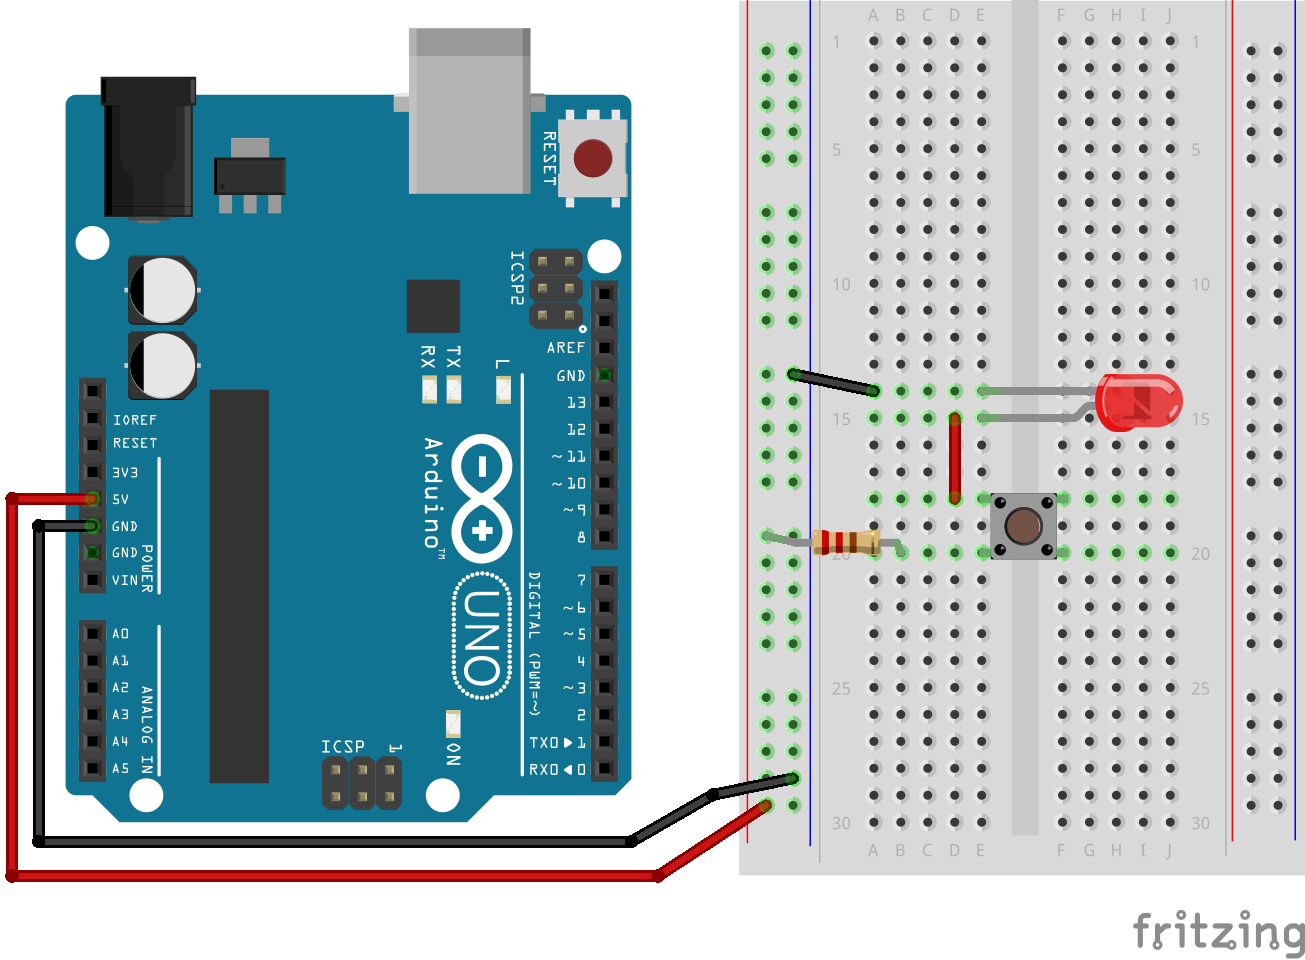 RESET
ICSP2
AREF
GND
13
12
~11
~10
~9
8
7
~6
~5
4
~3
2
TX0▶1
RX0◀0
DIGITAL (PWM=~)
RX
TX
L
IOREF
RESET
3V3
5V
GND
GND
VIN
POWER
A0
A1
A2
A3
A4
A5
ANALOG IN
Arduino™
UNO
ICSP
1
ON
A B C D E F G H I J
1 1
5 5
10 10
15 15
20 20
25 25
30 30
A B C D E F G H I J
fritzing